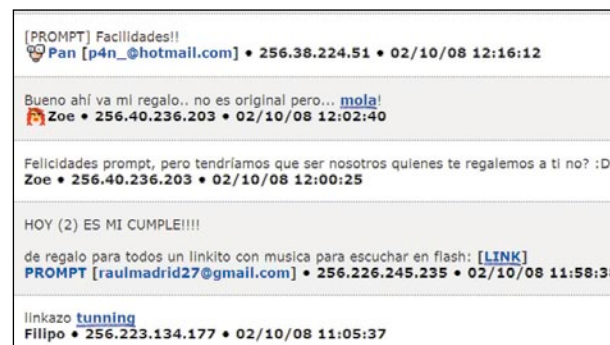 [PROMPT] Facilidades!!
Pan [p4n_@hotmail.com] • 256.38.224.51 • 02/10/08 12:16:12
Bueno ahí va mi regalo.. no es original pero... mola!
Zoe • 256.40.236.203 • 02/10/08 12:02:40
Felicidades prompt, pero tendríamos que ser nosotros quienes te regalemos a ti no? :D
Zoe • 256.40.236.203 • 02/10/08 12:00:25
HOY (2) ES MI CUMPLE!!!!
de regalo para todos un linkito con musica para escuchar en flash: [LINK]
PROMPT [raulmadrid27@gmail.com] • 256.226.245.235 • 02/10/08 11:58:3
linkazo tunning
Filipo • 256.223.134.177 • 02/10/08 11:05:37